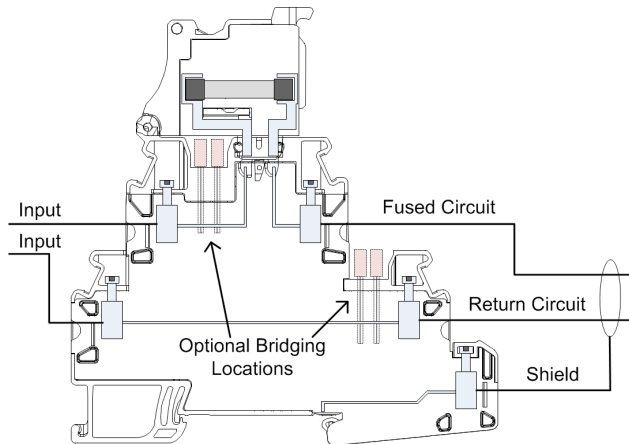 Input
Fused Circuit
Input
Return Circuit
Optional Bridging
Locations
Shield